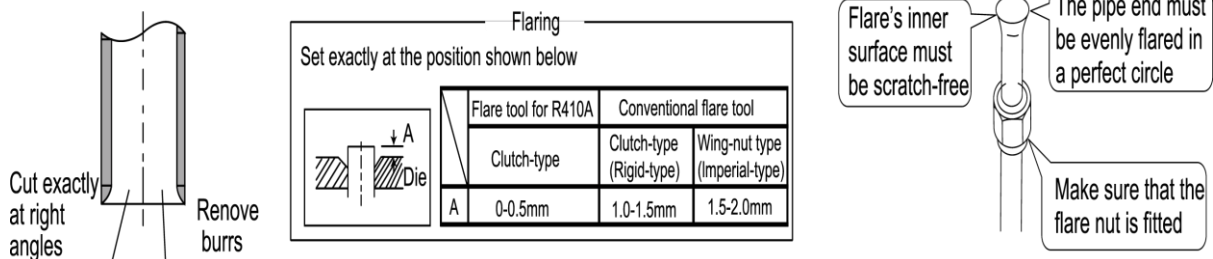 Cut exactly
at right
angles
Renove
burrs
Flaring
Set exactly at the position shown below
A
Die
Flare tool for R410A Conventional flare tool
Clutch-type Clutch-type Wing-nut type
(Rigid-type) (Imperial-type)
A 0-0.5mm 1.0-1.5mm 1.5-2.0mm
Flare's inner
surface must
be scratch-free
The pipe end must
be evenly flared in
a perfect circle
Make sure that the
flare nut is fitted